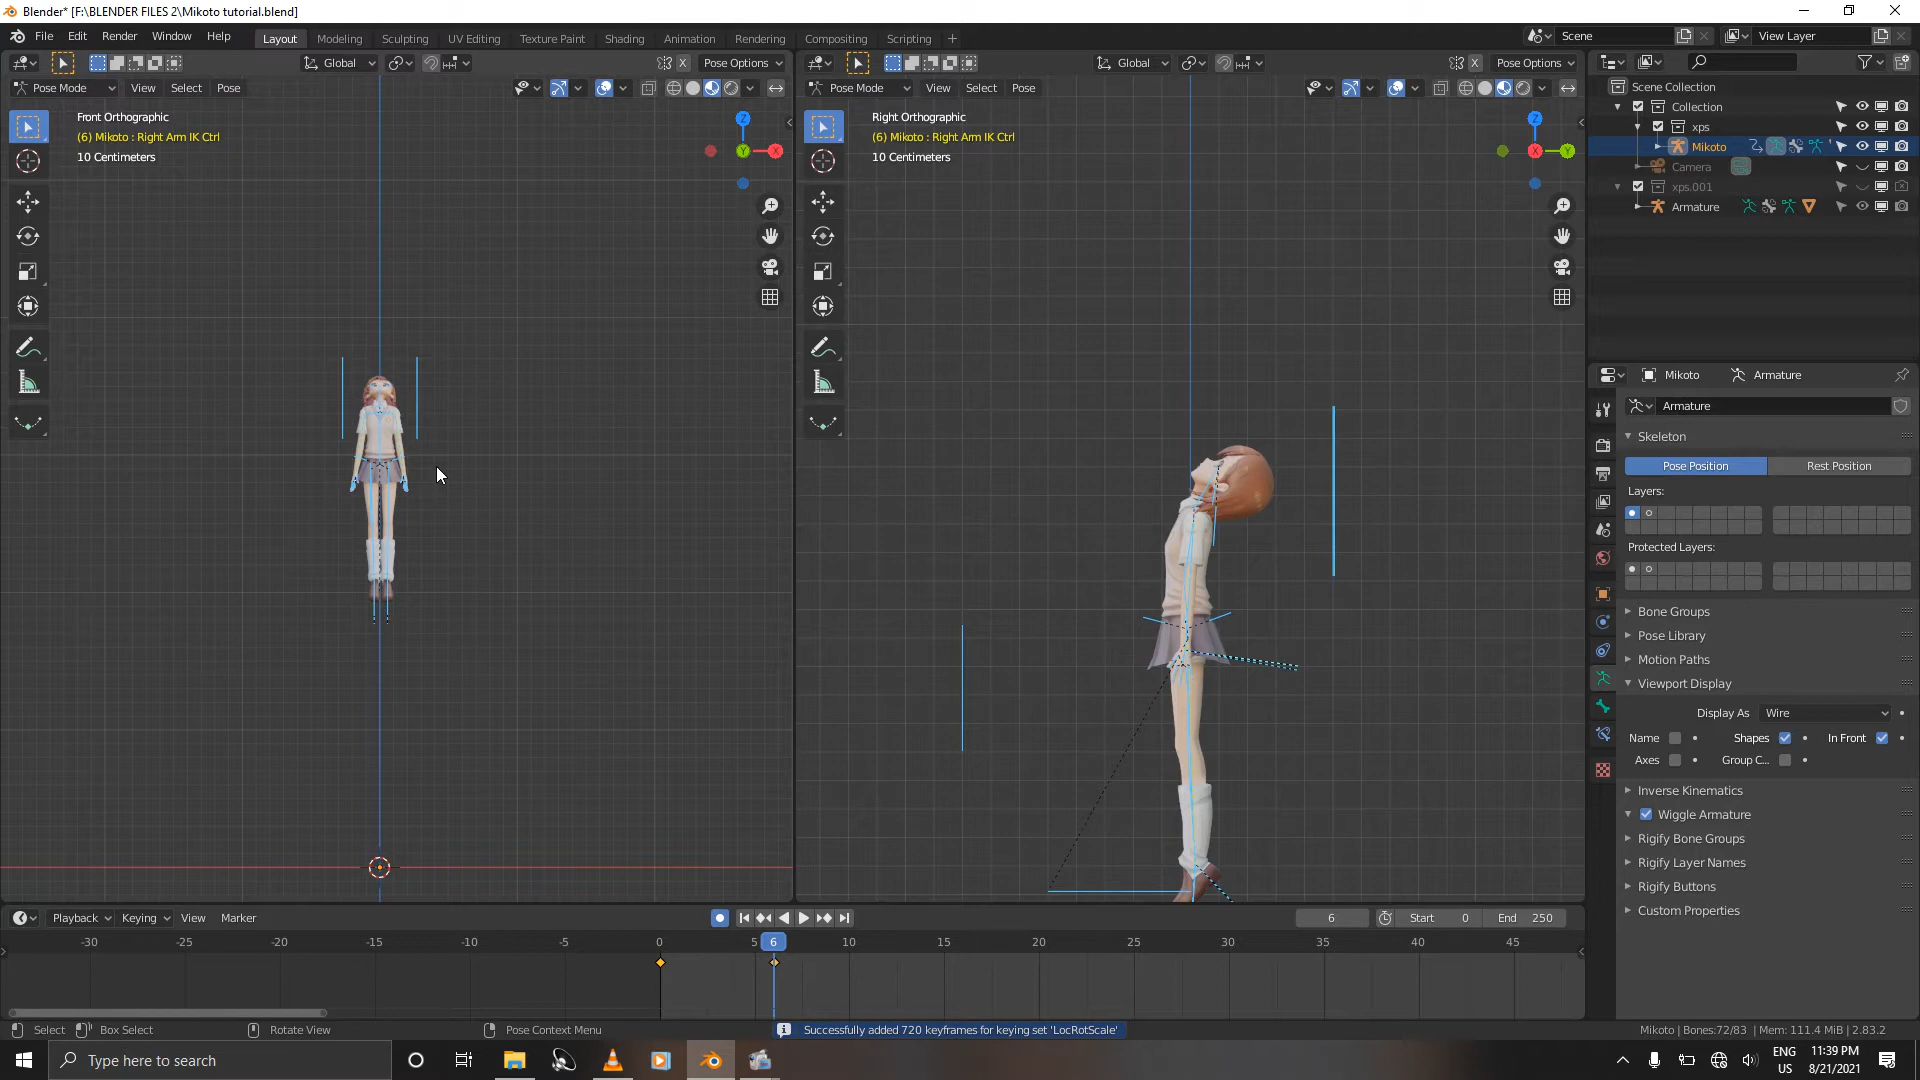 Blender* [F:\BLENDER FILES 2\Mikoto tutorial.blend]
File Edit Render Window Help Layout Modeling Sculpting UV Editing Texture Paint Shading Animation Rendering Compositing Scripting + Scene View Layer
Global Pose Options Global Pose Options
Pose Mode View Select Pose Pose Mode View Select Pose
Scene Collection
Collection
xps
Mikoto
Camera
xps.001
Armature
Front Orthographic
(6) Mikoto : Right Arm IK Ctrl
10 Centimeters
Z
Y
X
Right Orthographic
(6) Mikoto : Right Arm IK Ctrl
10 Centimeters
Z
X
Y
Mikoto Armature
Armature
Skeleton
Pose Position Rest Position
Layers:
Protected Layers:
Bone Groups
Pose Library
Motion Paths
Viewport Display
Display As Wire
Name Shapes In Front
Axes Group C...
Inverse Kinematics
Wiggle Armature
Rigify Bone Groups
Rigify Layer Names
Rigify Buttons
Custom Properties
Playback Keying View Marker 6 Start 0 End 250
-30 -25 -20 -15 -10 -5 0 5 6 10 15 20 25 30 35 40 45
Select Box Select Rotate View Pose Context Menu Successfully added 720 keyframes for keying set 'LocRotScale' Mikoto | Bones:72/83 | Mem: 111.4 MiB | 2.83.2
Type here to search
ENG
US
11:39 PM
8/21/2021